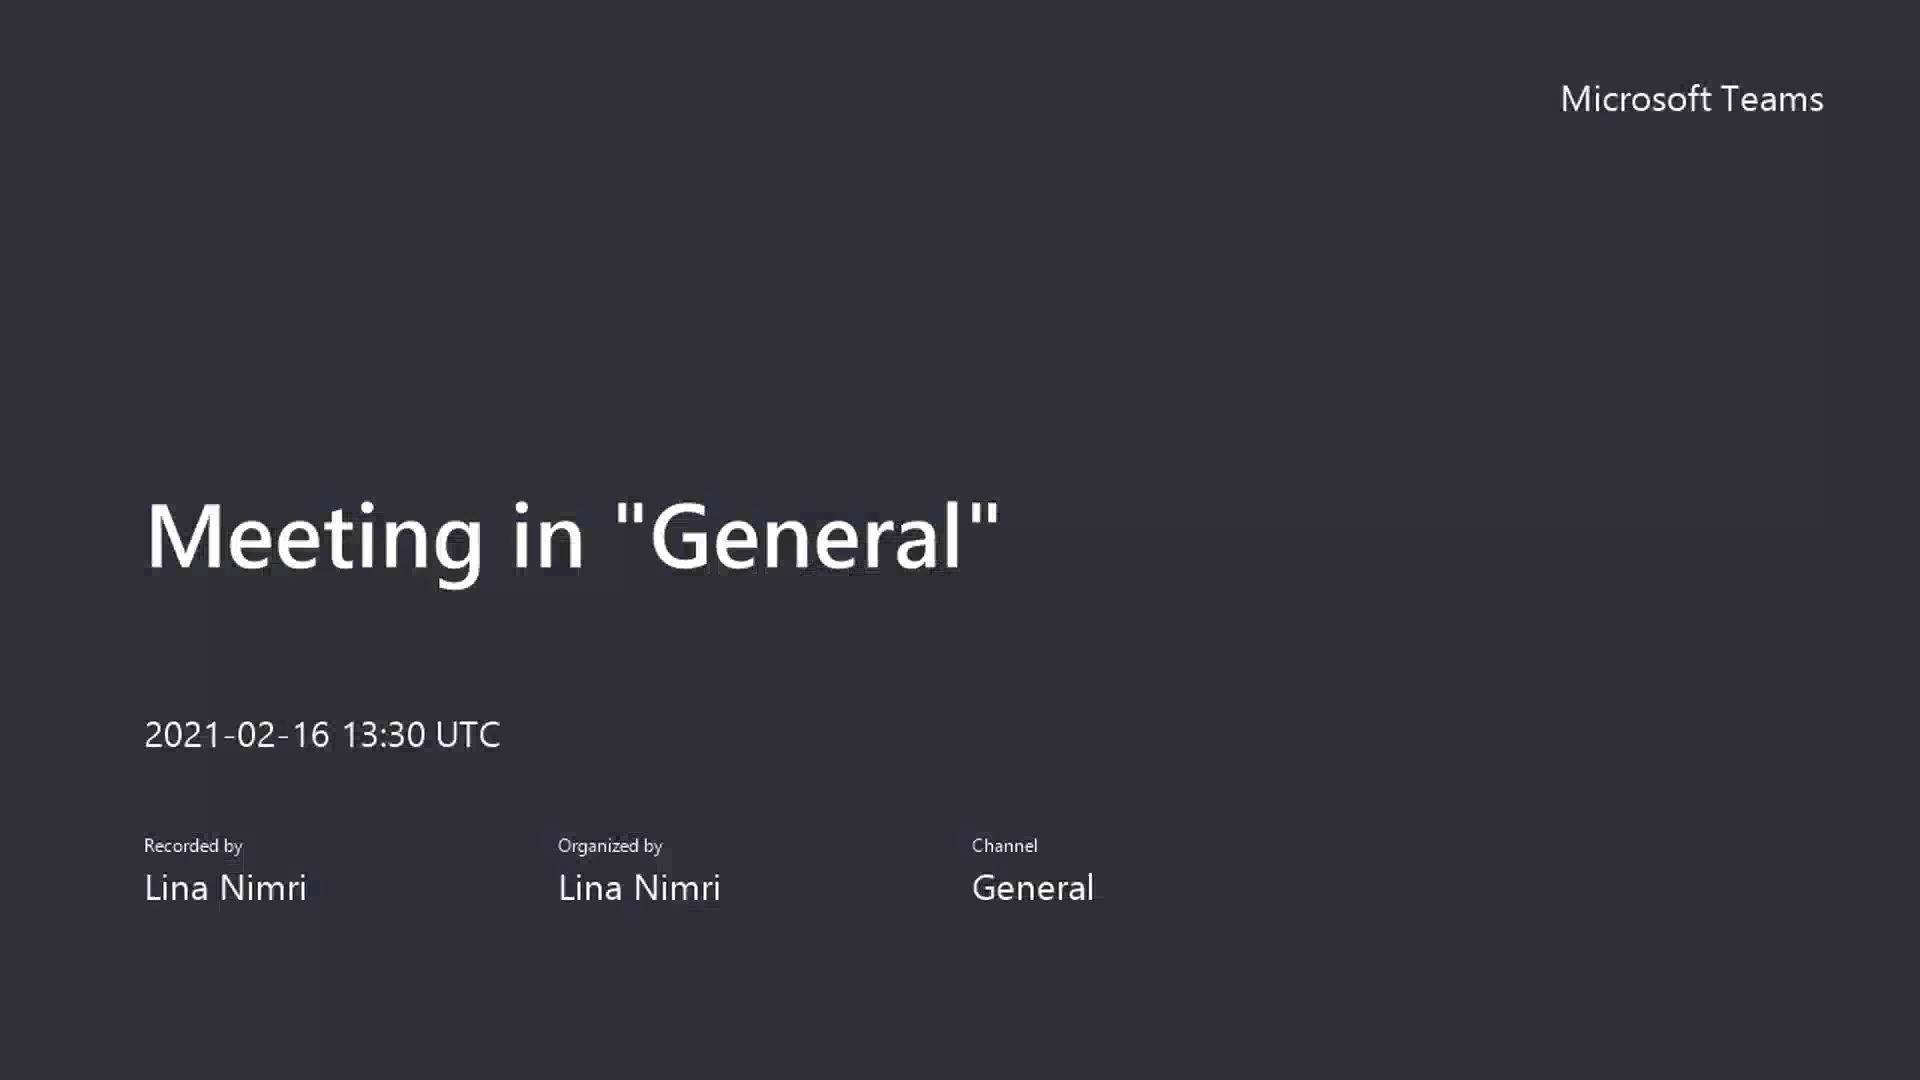 Microsoft Teams
Meeting in "General"
2021-02-16 13:30 UTC
Recorded by
Lina Nimri
Organized by
Lina Nimri
Channel
General